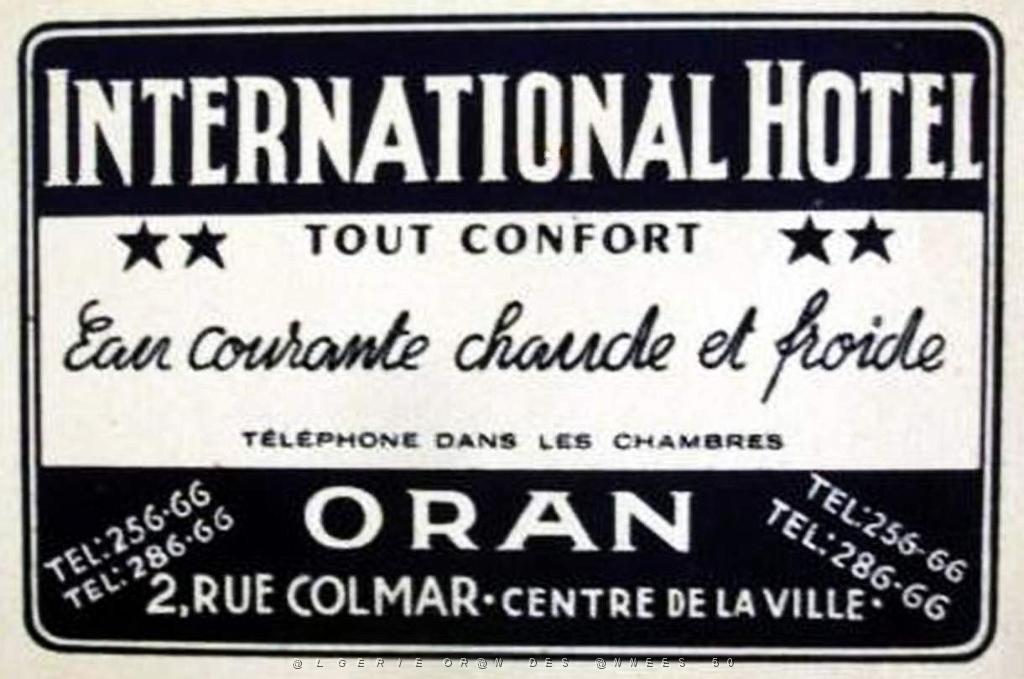 INTERNATIONAL HOTEL
★★ TOUT CONFORT ★★
Eau courante chaude et froide
TÉLÉPHONE DANS LES CHAMBRES
ORAN
TEL: 256-66
TEL: 286-66
TEL: 256-66
TEL: 286-66
2, RUE COLMAR · CENTRE DE LA VILLE ·
@LGERIE OR@N DES @NNEES 50